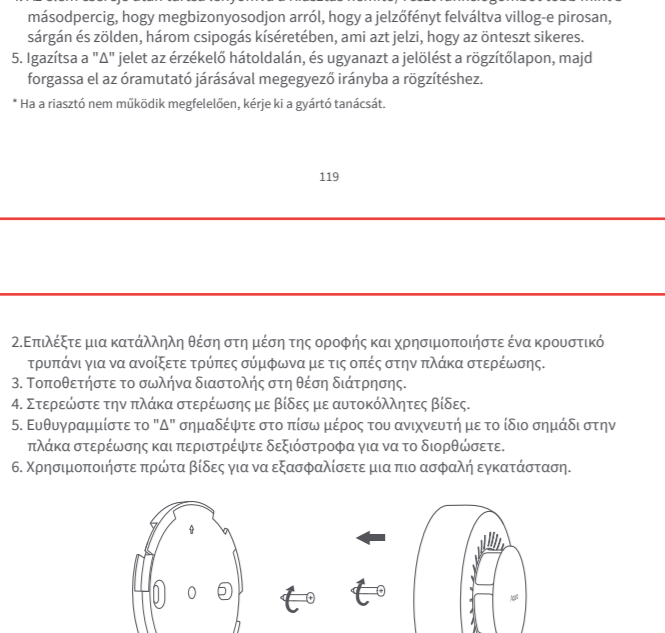 másodpercig, hogy megbizonyosodjon arról, hogy a jelzőfényt felváltva villog-e pirosan,
sárgán és zölden, három csipogás kíséretében, ami azt jelzi, hogy az önteszt sikeres.
5. Igazítsa a "Δ" jelet az érzékelő hátoldalán, és ugyanazt a jelölést a rögzítőlapon, majd
forgassa el az óramutató járásával megegyező irányba a rögzítéshez.
* Ha a riasztó nem működik megfelelően, kérje ki a gyártó tanácsát.
119
2.Επιλέξτε μια κατάλληλη θέση στη μέση της οροφής και χρησιμοποιήστε ένα κρουστικό
τρυπάνι για να ανοίξετε τρύπες σύμφωνα με τις οπές στην πλάκα στερέωσης.
3. Τοποθετήστε το σωλήνα διαστολής στη θέση διάτρησης.
4. Στερεώστε την πλάκα στερέωσης με βίδες με αυτοκόλλητες βίδες.
5. Ευθυγραμμίστε το "Δ" σημαδέψτε στο πίσω μέρος του ανιχνευτή με το ίδιο σημάδι στην
πλάκα στερέωσης και περιστρέψτε δεξιόστροφα για να το διορθώσετε.
6. Χρησιμοποιήστε πρώτα βίδες για να εξασφαλίσετε μια πιο ασφαλή εγκατάσταση.